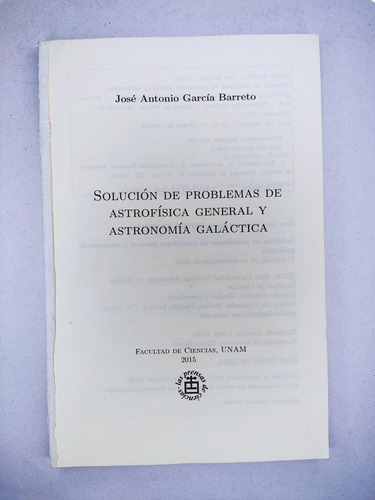 José Antonio García Barreto
SOLUCIÓN DE PROBLEMAS DE
ASTROFÍSICA GENERAL Y
ASTRONOMÍA GALÁCTICA
FACULTAD DE CIENCIAS, UNAM
2015
las prensas de
ciencias